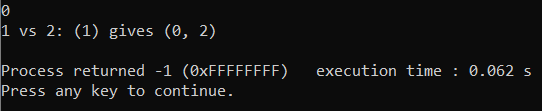 0
1 vs 2: (1) gives (0, 2)
Process returned -1 (0xFFFFFFFF)   execution time : 0.062 s
Press any key to continue.